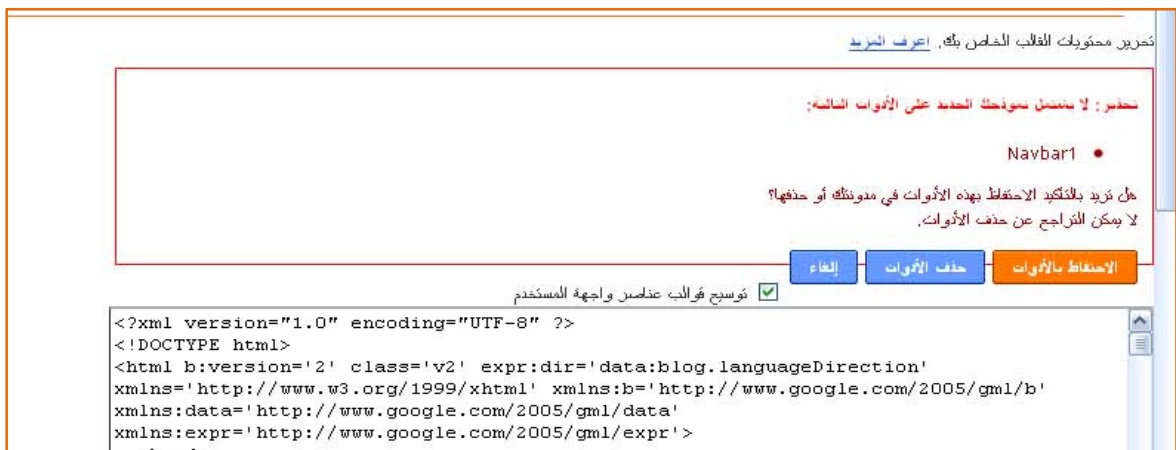 تحرير محتويات القالب الخاص بك. اعرف المزيد
تحذير: لا يشتمل نموذجك الجديد على الأدوات التالية:
Navbar1
هل تريد بالتأكيد الاحتفاظ بهذه الأدوات في مدونتك أو حذفها؟
لا يمكن التراجع عن حذف الأدوات.
الاحتفاظ بالأدوات حذف الأدوات إلغاء
توسيع قوالب عناصر واجهة المستخدم
<?xml version="1.0" encoding="UTF-8" ?>
<!DOCTYPE html>
<html b:version='2' class='v2' expr:dir='data:blog.languageDirection'
xmlns='http://www.w3.org/1999/xhtml' xmlns:b='http://www.google.com/2005/gml/b'
xmlns:data='http://www.google.com/2005/gml/data'
xmlns:expr='http://www.google.com/2005/gml/expr'>